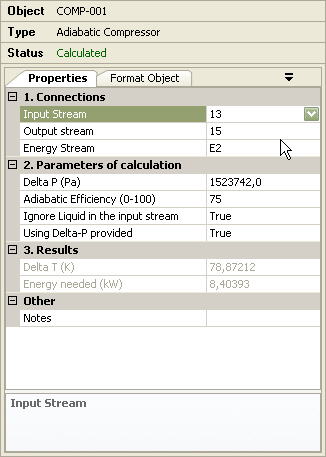 Object COMP-001
Type Adiabatic Compressor
Status Calculated
Properties Format Object
1. Connections
Input Stream 13
Output stream 15
Energy Stream E2
2. Parameters of calculation
Delta P (Pa) 1523742,0
Adiabatic Efficiency (0-100) 75
Ignore Liquid in the input stream True
Using Delta-P provided True
3. Results
Delta T (K) 78,87212
Energy needed (kW) 8,40393
Other
Notes
Input Stream